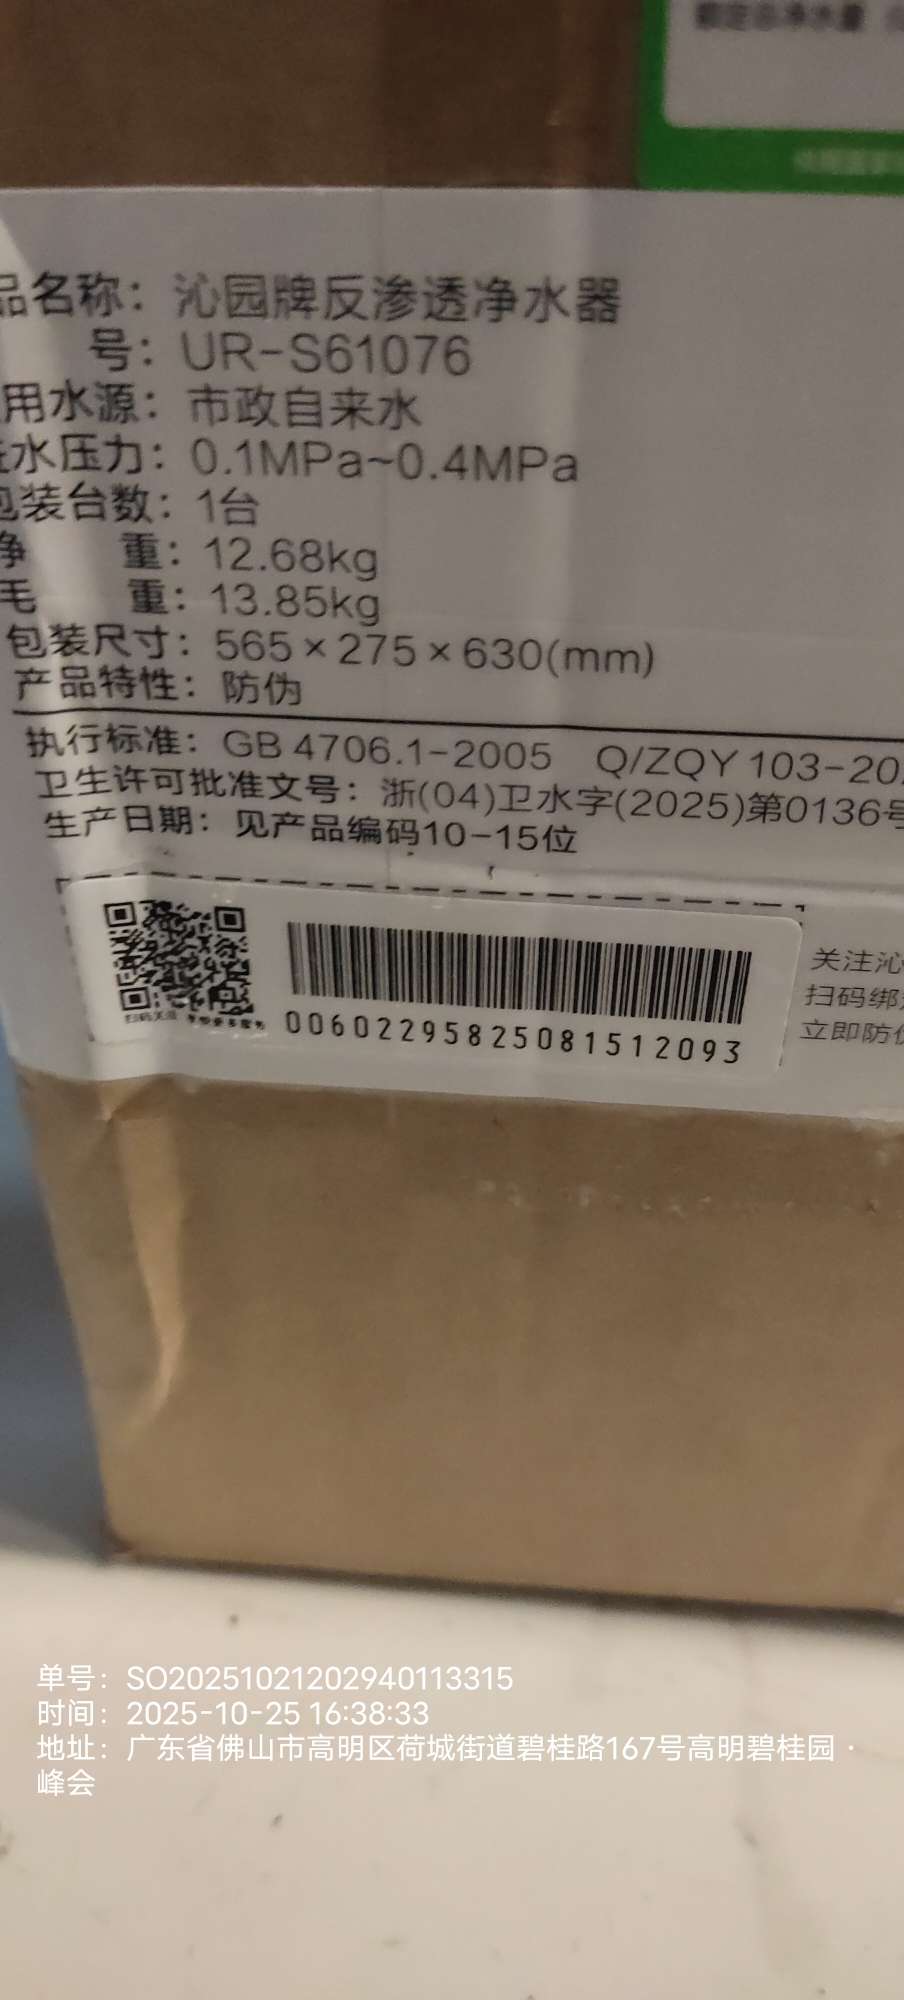 品名称：沁园牌反渗透净水器
号：UR-S61076
用水源：市政自来水
进水压力：0.1MPa~0.4MPa
包装台数：1台
净 重：12.68kg
毛 重：13.85kg
包装尺寸：565×275×630(mm)
产品特性：防伪
执行标准：GB 4706.1-2005 Q/ZQY 103-20
卫生许可批准文号：浙(04)卫水字(2025)第0136号
生产日期：见产品编码10-15位
0060229582508151 2093
关注沁
扫码绑
立即防伪
单号：SO20251021202940113315
时间：2025-10-25 16:38:33
地址：广东省佛山市高明区荷城街道碧桂路167号高明碧桂园·
峰会